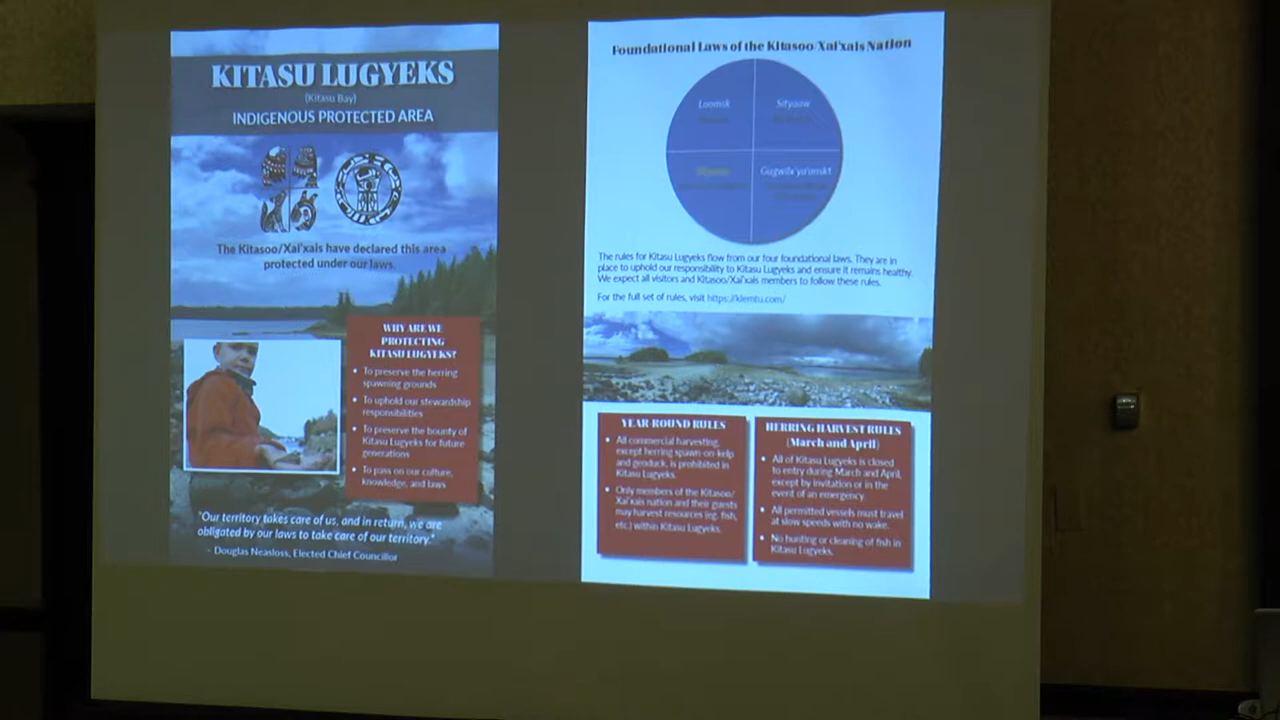 KITASU LUGYEKS
(Kitasu Bay)
INDIGENOUS PROTECTED AREA
The Kitasoo/Xai'xais have declared this area
protected under our laws.
WHY ARE WE
PROTECTING
KITASU LUGYEKS?
• To preserve the herring
spawning grounds
• To uphold our stewardship
responsibilities
• To preserve the bounty of
Kitasu Lugyeks for future
generations
• To pass on our culture,
knowledge, and laws
"Our territory takes care of us, and in return, we are
obligated by our laws to take care of our territory."
- Douglas Neasloss, Elected Chief Councillor
Foundational Laws of the Kitasoo/Xai'xais Nation
Loomsk
Sityaaw
Gugwilx'ya'anskt
The rules for Kitasu Lugyeks flow from our four foundational laws. They are in
place to uphold our responsibility to Kitasu Lugyeks and ensure it remains healthy.
We expect all visitors and Kitasoo/Xai'xais members to follow these rules.
For the full set of rules, visit https://klemtu.com/
YEAR-ROUND RULES
• All commercial harvesting,
except herring spawn-on-kelp
and geoduck, is prohibited in
Kitasu Lugyeks.
• Only members of the Kitasoo/
Xai'xais nation and their guests
may harvest resources (eg. fish,
etc.) within Kitasu Lugyeks.
HERRING HARVEST RULES
(March and April)
• All of Kitasu Lugyeks is closed
to entry during March and April,
except by invitation or in the
event of an emergency.
• All permitted vessels must travel
at slow speeds with no wake.
• No hunting or cleaning of fish in
Kitasu Lugyeks.